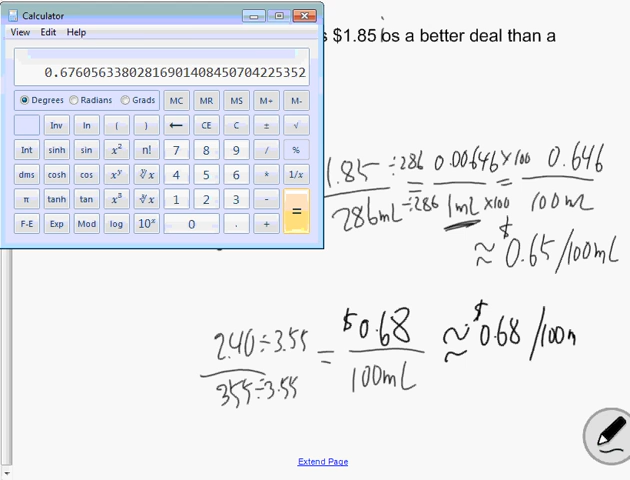 Calculator
View Edit Help
s $1.85 is a better deal than a
0.67605633802816901408450704225352
Degrees Radians Grads MC MR MS M+ M-
Inv ln ( ) ← CE C ± √
Int sinh sin x² n! 7 8 9 / %
dms cosh cos xʸ ʸ√x 4 5 6 * 1/x
π tanh tan x³ ³√x 1 2 3 - =
F-E Exp Mod log 10ˣ 0 . +
1.85 ÷286 = 0.00646 ×100 = 0.646
286mL ÷286 1mL ×100 100mL
≈ $0.65/100mL
2.40 ÷3.55 = $0.68 ≈ $0.68/100m
355 ÷3.55 100mL
Extend Page